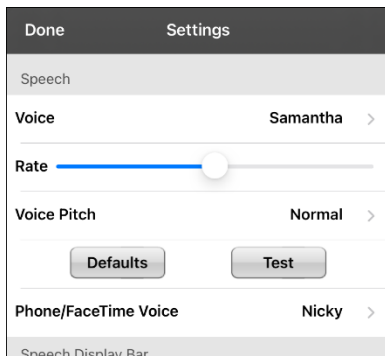 Done Settings
Speech
Voice Samantha
Rate
Voice Pitch Normal
Defaults Test
Phone/FaceTime Voice Nicky
Speech Display Bar